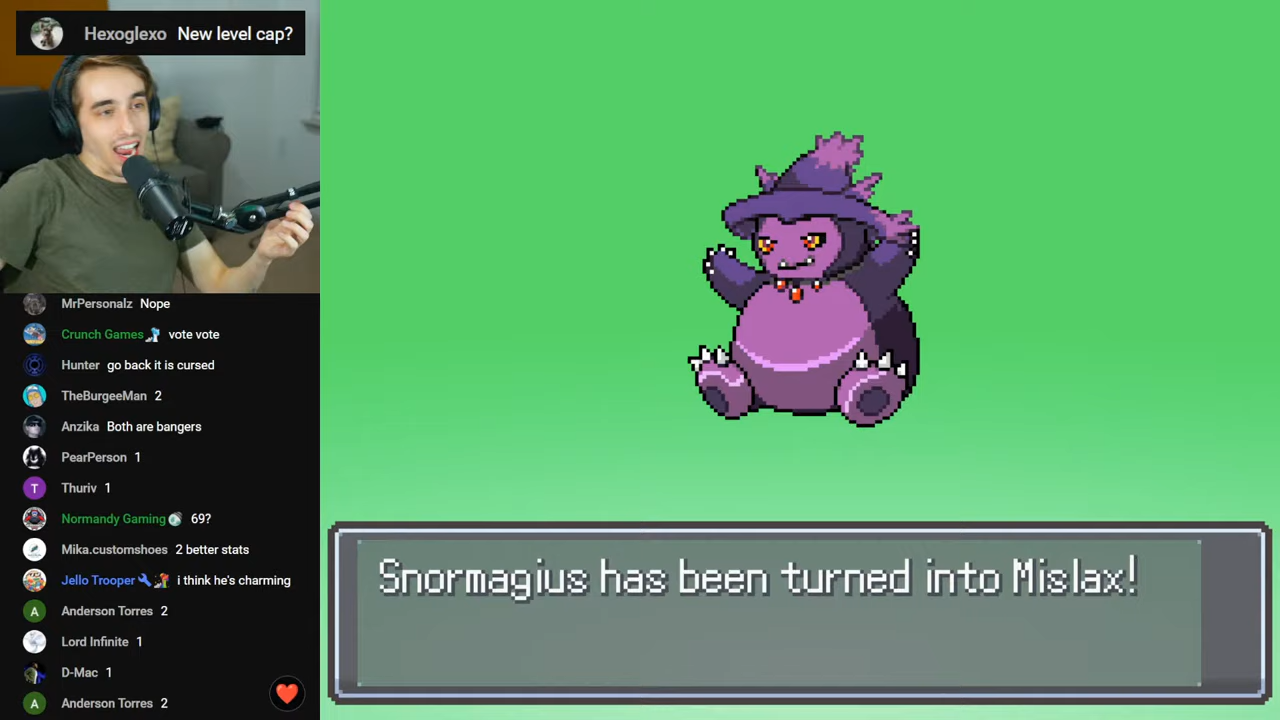 Hexoglexo New level cap?
MrPersonalz Nope
Crunch Games vote vote
Hunter go back it is cursed
TheBurgeeMan 2
Anzika Both are bangers
PearPerson 1
T Thuriv 1
Normandy Gaming 69?
Mika.customshoes 2 better stats
Jello Trooper i think he's charming
A Anderson Torres 2
Lord Infinite 1
D-Mac 1
A Anderson Torres 2
Snormagius has been turned into Mislax!